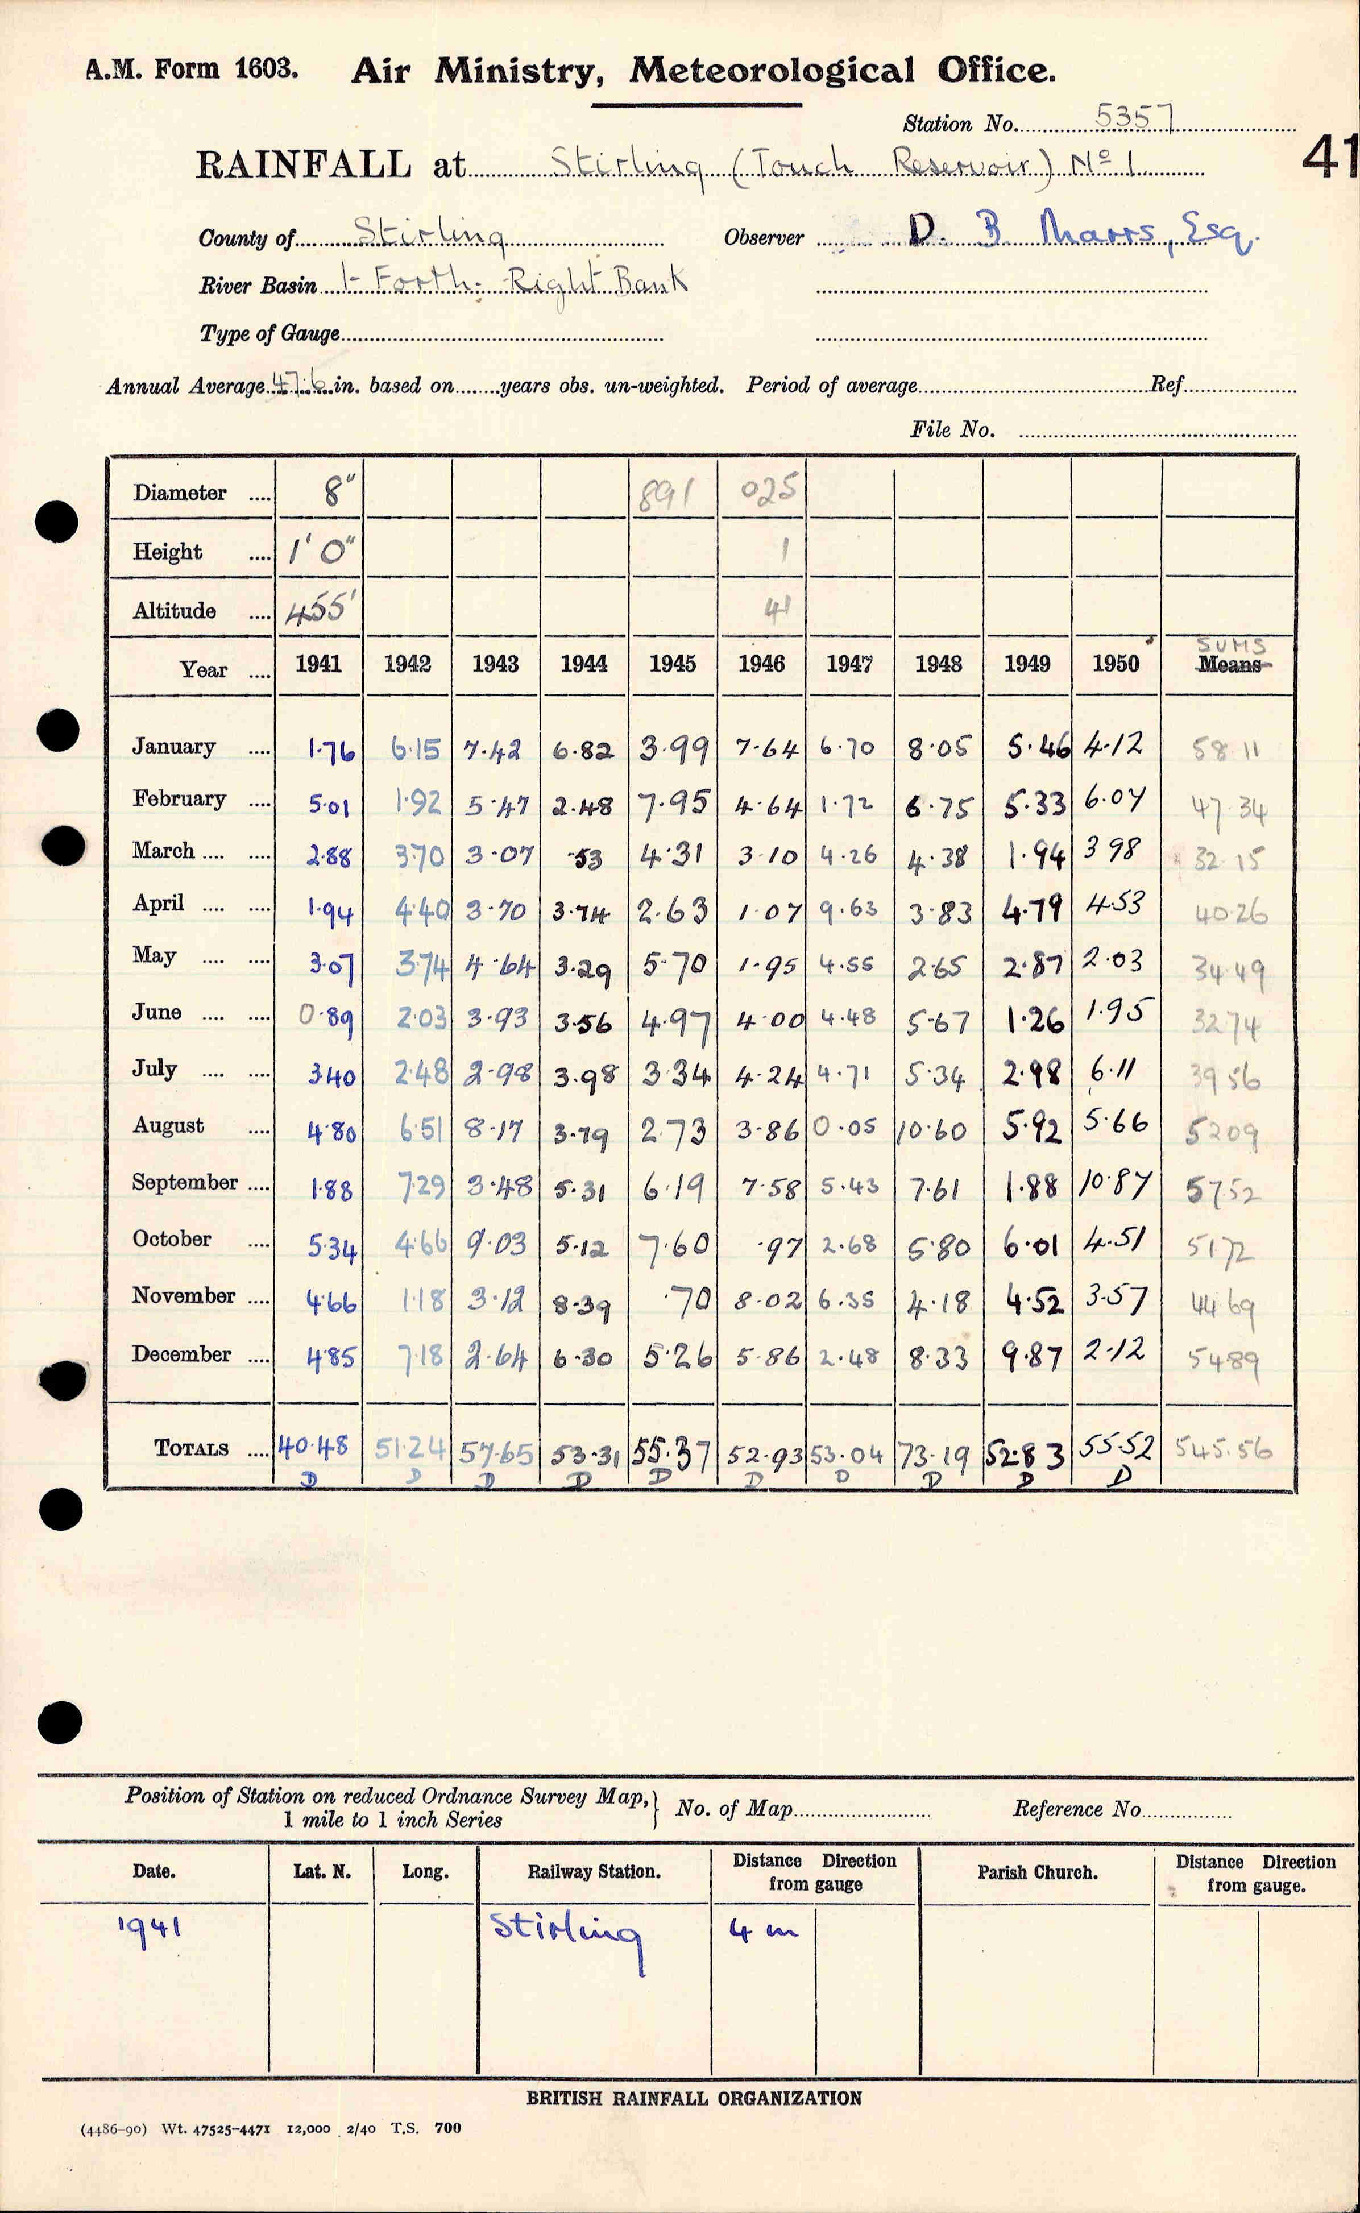 A.M. Form 1603. Air Ministry, Meteorological Office.
Station No. 5357
41
RAINFALL at Stirling (Touch Reservoir) No 1
County of Stirling Observer D. B. Marrs, Esq.
River Basin 1- Forth - Right Bank
Type of Gauge
Annual Average 47.6 in. based on years obs. un-weighted. Period of average Ref
File No.
Diameter 8" 891 025
Height 1' 0" 1
Altitude 455' 41
SUMS
Year 1941 1942 1943 1944 1945 1946 1947 1948 1949 1950 Means
January 1.76 6.15 7.42 6.82 3.99 7.64 6.70 8.05 5.46 4.12 58 11
February 5.01 1.92 5.47 2.48 7.95 4.64 1.72 6.75 5.33 6.07 47 34
March 2.88 3.70 3.07 .53 4.31 3.10 4.26 4.38 1.94 3 98 32 15
April 1.94 4.40 3.70 3.74 2.63 1.07 9.63 3.83 4.79 4.53 40.26
May 3.07 3.74 4.64 3.29 5.70 1.95 4.55 2.65 2.87 2.03 34 49
June 0.89 2.03 3.93 3.56 4.97 4.00 4.48 5.67 1.26 1.95 32 74
July 3.40 2.48 2.98 3.98 3.34 4.24 4.71 5.34 2.98 6.11 39 56
August 4.80 6.51 8.17 3.79 2.73 3.86 0.05 10.60 5.92 5.66 52 09
September 1.88 7.29 3.48 5.31 6.19 7.58 5.43 7.61 1.88 10.87 57.52
October 5.34 4.66 9.03 5.12 7.60 .97 2.68 5.80 6.01 4.51 51 72
November 4.66 1.18 3.12 8.39 .70 8.02 6.35 4.18 4.52 3.57 44 69
December 4.85 7.18 2.64 6.30 5.26 5.86 2.48 8.33 9.87 2.12 54 89
TOTALS 40.48 51.24 57.65 53.31 55.37 52.93 53.04 73.19 52.83 55.52 545.56
D D D D D D D D D D
Position of Station on reduced Ordnance Survey Map, 1 mile to 1 inch Series } No. of Map Reference No
Date. Lat. N. Long. Railway Station. Distance Direction from gauge Parish Church. Distance Direction from gauge.
1941 Stirling 4 m
BRITISH RAINFALL ORGANIZATION
(4486-90) Wt. 47525-4471 12,000 2/40 T.S. 700